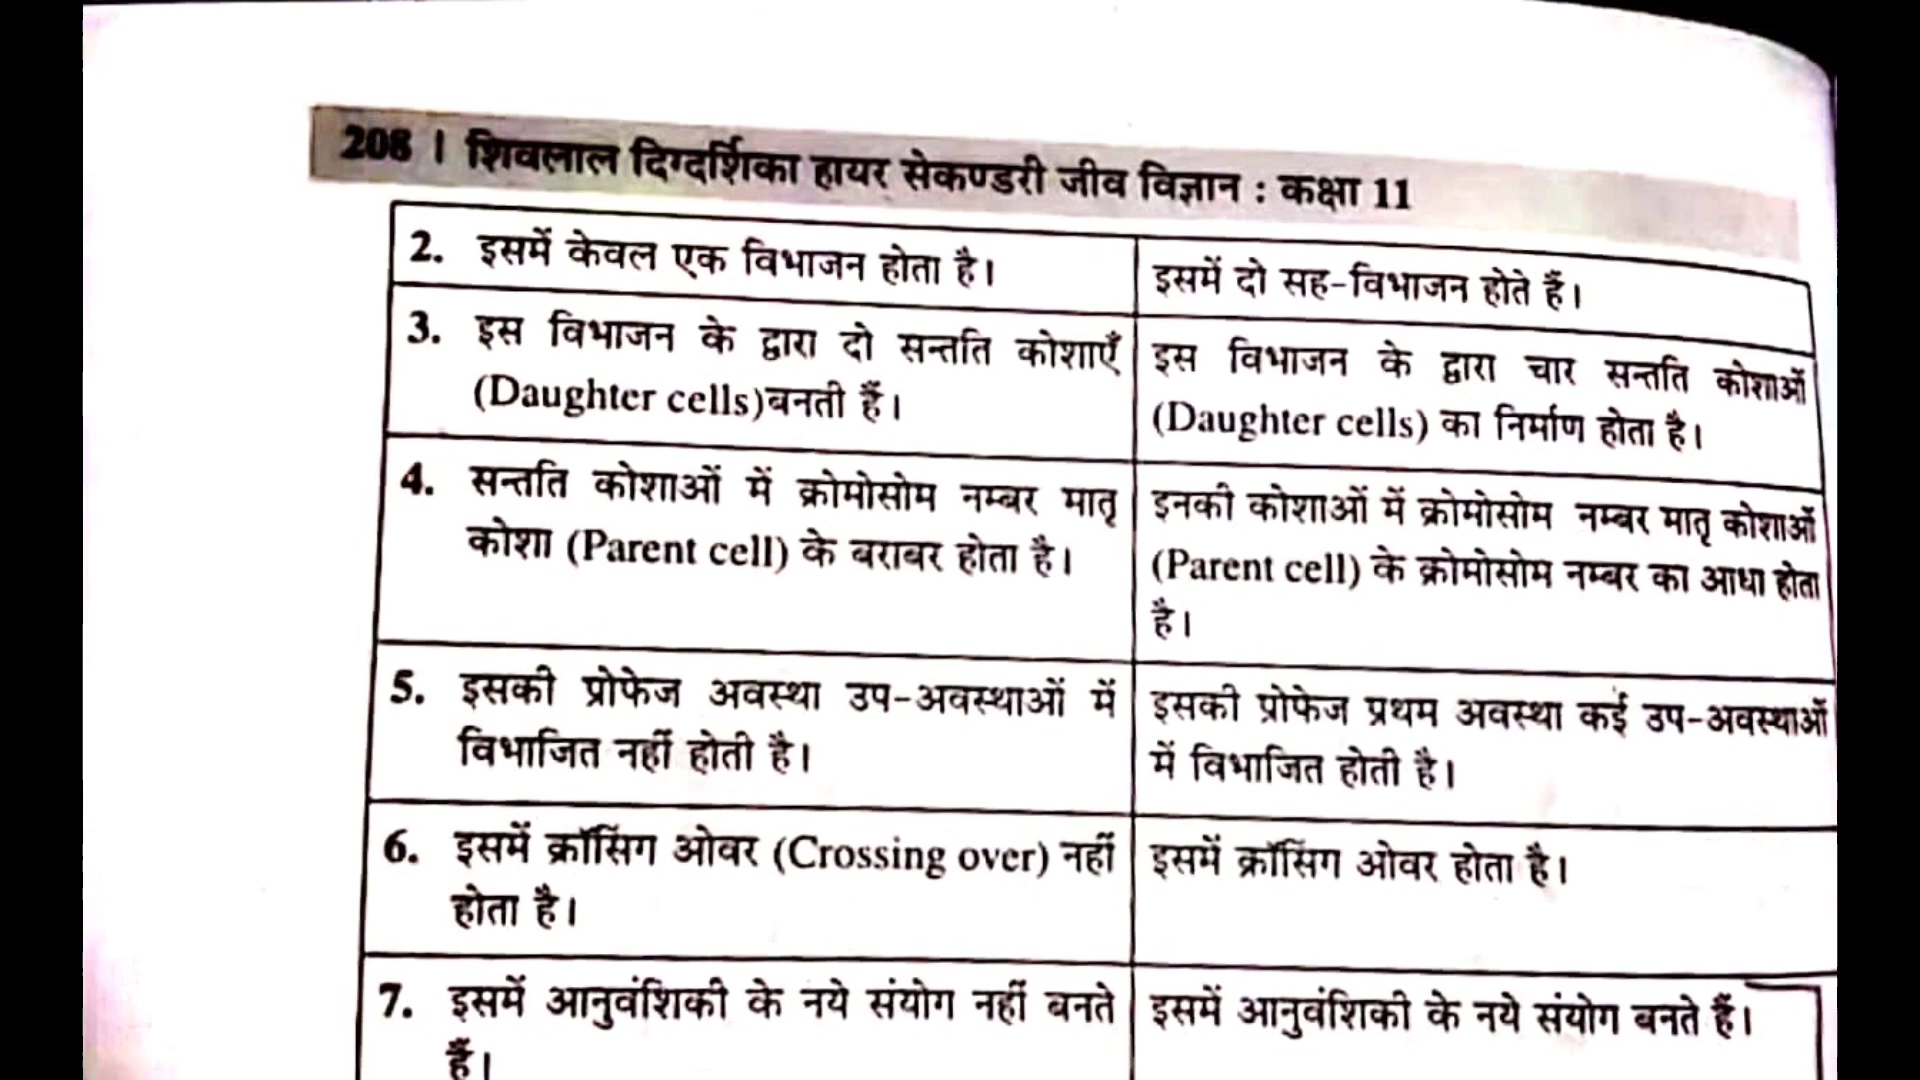 208 । शिवलाल दिग्दर्शिका हायर सेकण्डरी जीव विज्ञान : कक्षा 11
2. इसमें केवल एक विभाजन होता है।
इसमें दो सह-विभाजन होते हैं।
3. इस विभाजन के द्वारा दो सन्तति कोशाएँ
(Daughter cells)बनती हैं।
इस विभाजन के द्वारा चार सन्तति कोशाओं
(Daughter cells) का निर्माण होता है।
4. सन्तति कोशाओं में क्रोमोसोम नम्बर मातृ
कोशा (Parent cell) के बराबर होता है।
इनकी कोशाओं में क्रोमोसोम नम्बर मातृ कोशाओं
(Parent cell) के क्रोमोसोम नम्बर का आधा होता
है।
5. इसकी प्रोफेज अवस्था उप-अवस्थाओं में
विभाजित नहीं होती है।
इसकी प्रोफेज प्रथम अवस्था कई उप-अवस्थाओं
में विभाजित होती है।
6. इसमें क्रॉसिंग ओवर (Crossing over) नहीं
होता है।
इसमें क्रॉसिंग ओवर होता है।
7. इसमें आनुवंशिकी के नये संयोग नहीं बनते
हैं।
इसमें आनुवंशिकी के नये संयोग बनते हैं।